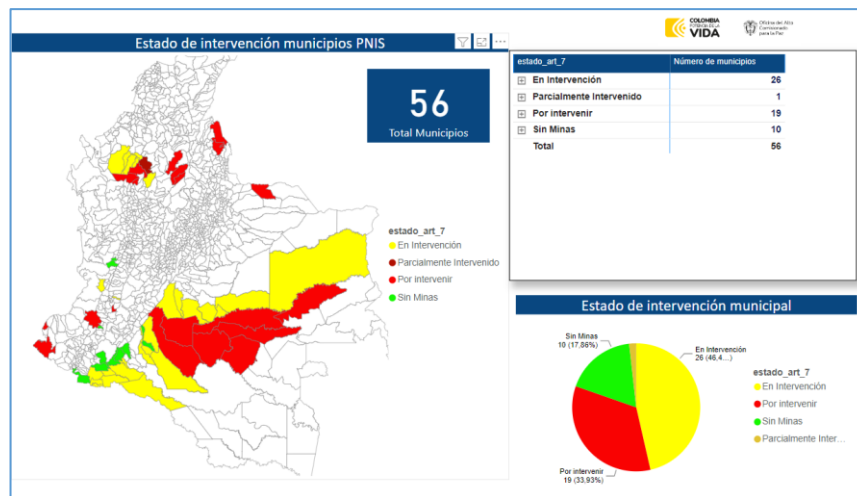 COLOMBIA
POTENCIA DE LA
VIDA
Oficina del Alto
Comisionado
para la Paz
Estado de intervención municipios PNIS
56
Total Municipios
estado_art_7
En Intervención
Parcialmente Intervenido
Por intervenir
Sin Minas
estado_art_7 Número de municipios
En Intervención 26
Parcialmente Intervenido 1
Por intervenir 19
Sin Minas 10
Total 56
Estado de intervención municipal
Sin Minas
10 (17,86%)
En Intervención
26 (46,4…)
Por intervenir
19 (33,93%)
estado_art_7
En Intervención
Por intervenir
Sin Minas
Parcialmente Inter…